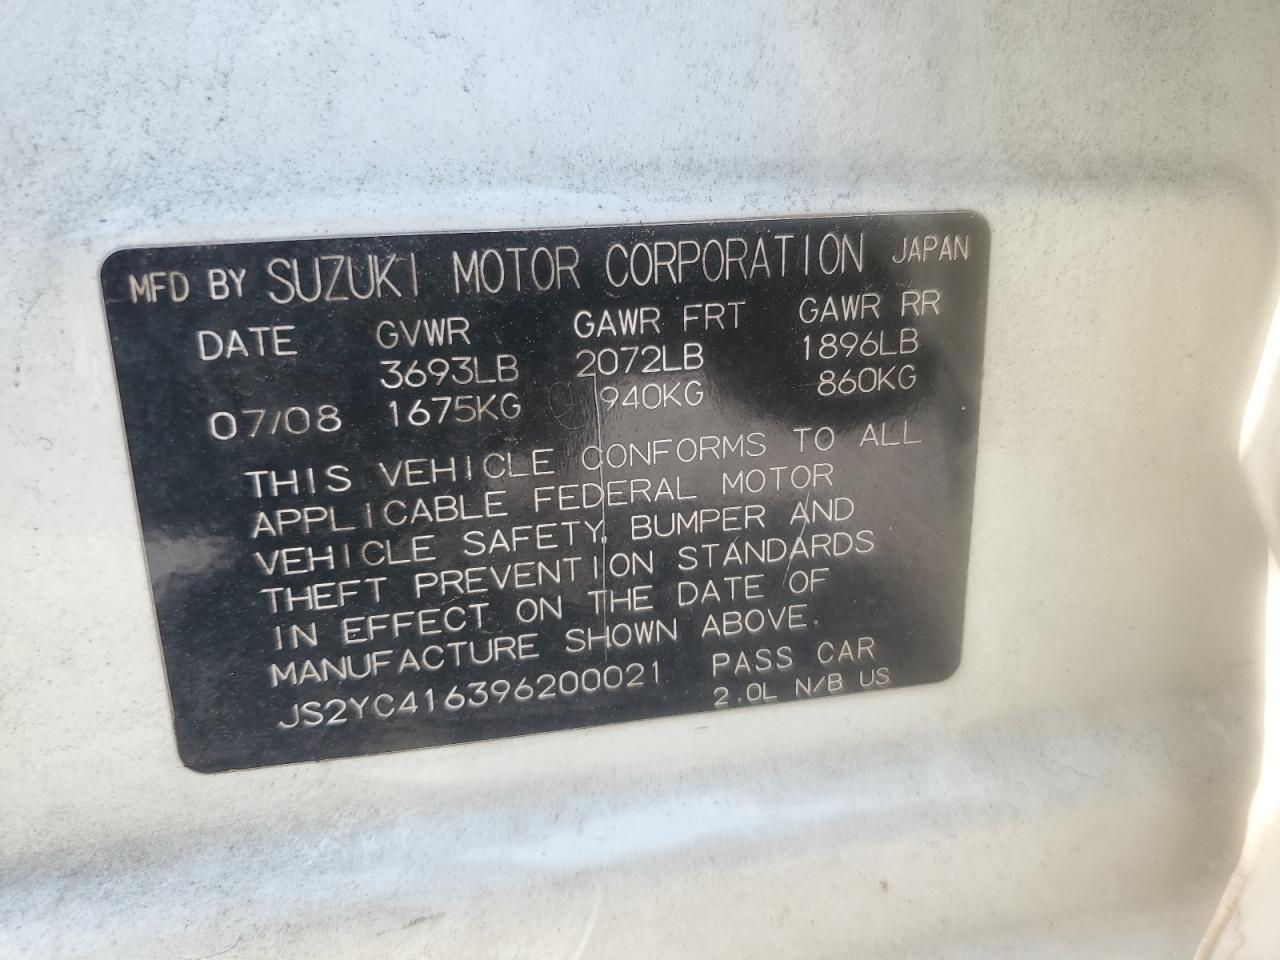 MFD BY SUZUKI MOTOR CORPORATION JAPAN
DATE GVWR GAWR FRT GAWR RR
3693LB 2072LB 1896LB
07/08 1675KG 940KG 860KG
THIS VEHICLE CONFORMS TO ALL
APPLICABLE FEDERAL MOTOR
VEHICLE SAFETY, BUMPER AND
THEFT PREVENTION STANDARDS
IN EFFECT ON THE DATE OF
MANUFACTURE SHOWN ABOVE.
JS2YC416396200021 PASS CAR
2.0L N/B US